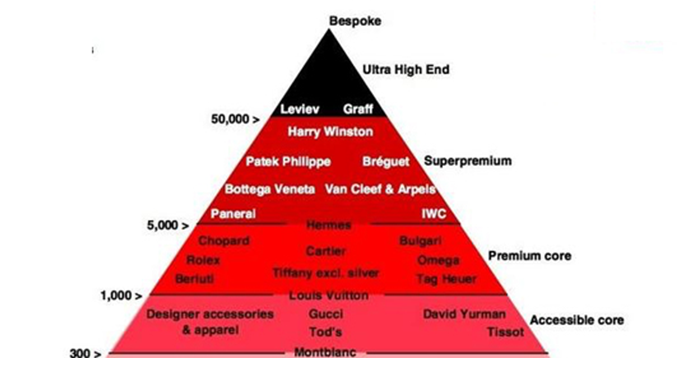 Bespoke
Ultra High End
Leviev Graff
50,000 >
Harry Winston
Patek Philippe Bréguet Superpremium
Bottega Veneta Van Cleef & Arpels
Panerai IWC
5,000 > Hermes
Chopard Bulgari
Cartier
Rolex Omega Premium core
Tiffany excl. silver
Berluti Tag Heuer
1,000 > Louis Vuitton
Designer accessories Gucci David Yurman
Accessible core
& apparel Tod's Tissot
300 > Montblanc